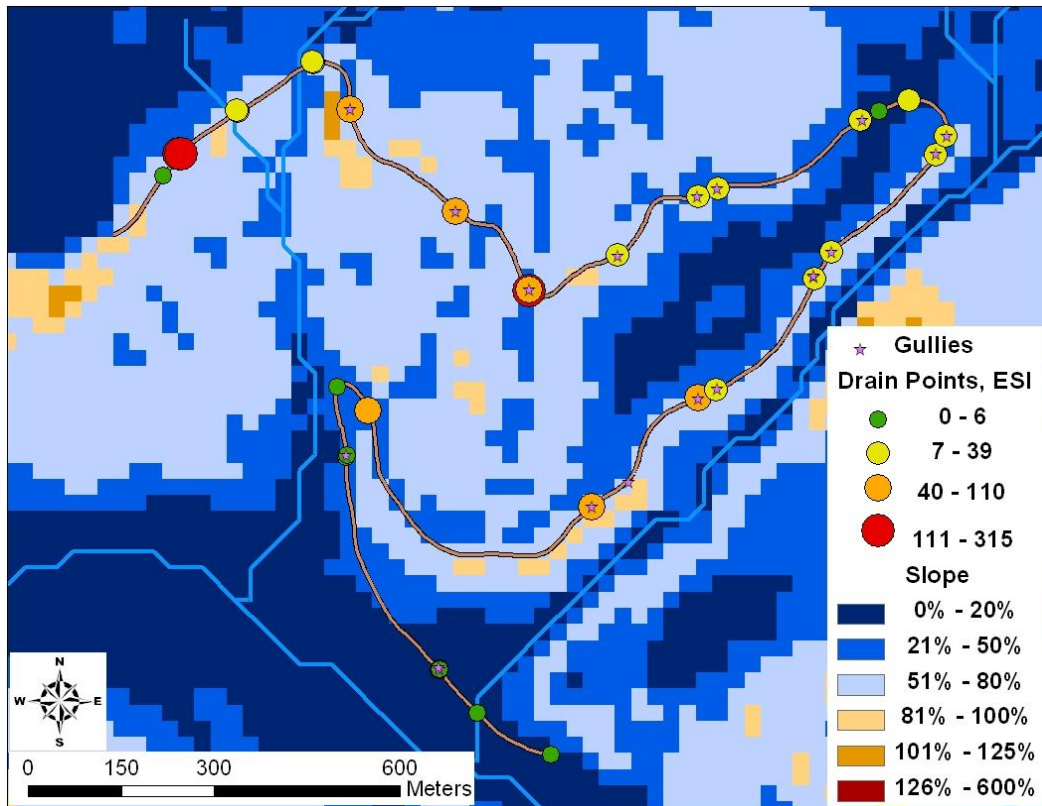 Gullies
Drain Points, ESI
0 - 6
7 - 39
40 - 110
111 - 315
Slope
0% - 20%
21% - 50%
51% - 80%
81% - 100%
101% - 125%
126% - 600%
N
W E
S
0 150 300 600
Meters